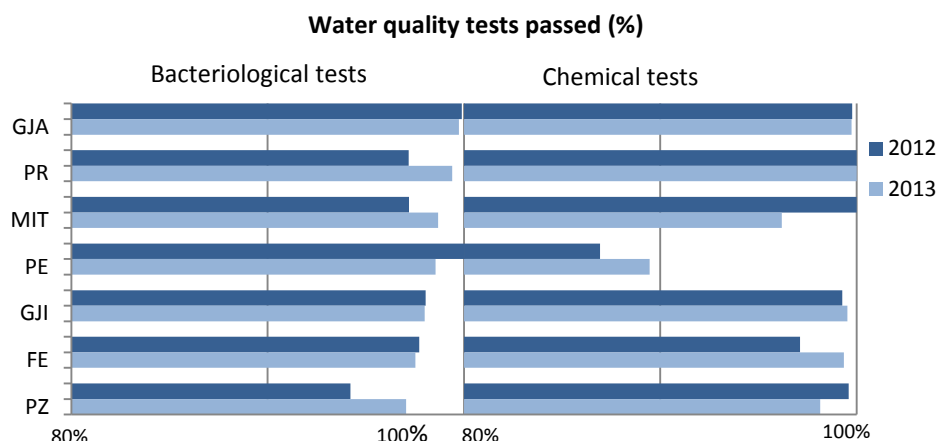 Water quality tests passed (%)
Bacteriological tests
Chemical tests
GJA
PR
MIT
PE
GJI
FE
PZ
2012
2013
80%
100%
80%
100%